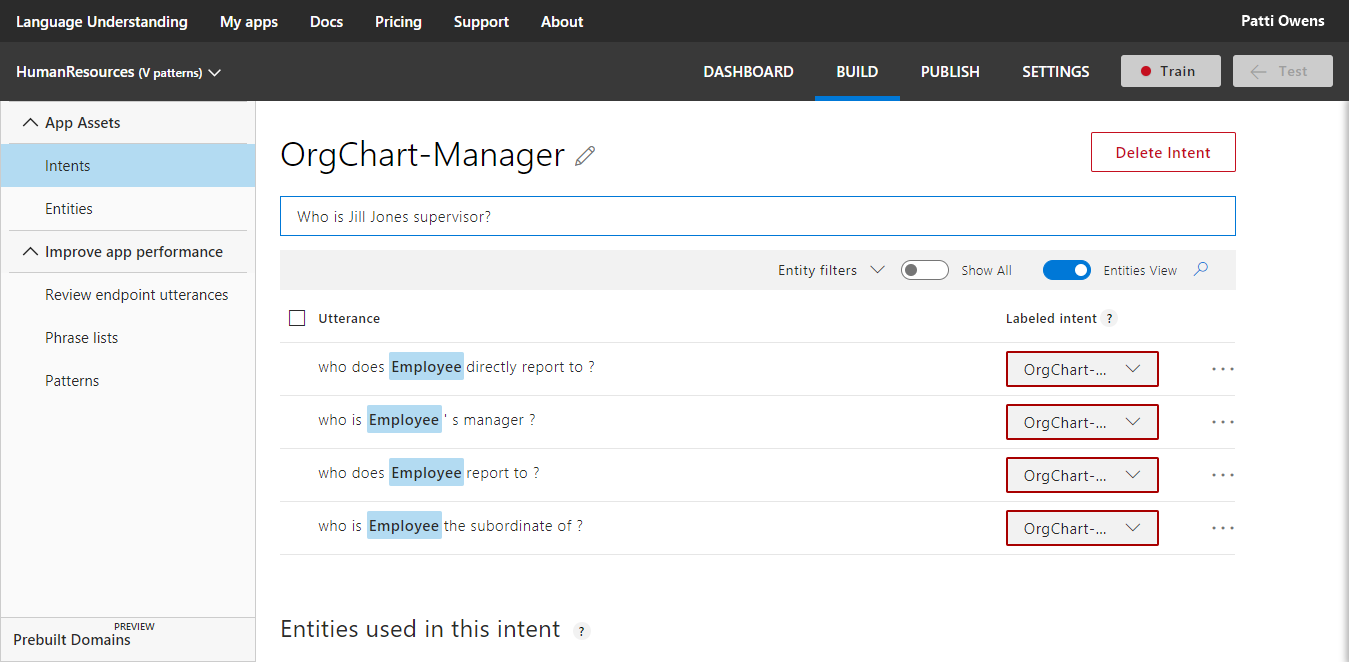 Language Understanding My apps Docs Pricing Support About Patti Owens
HumanResources (V patterns) DASHBOARD BUILD PUBLISH SETTINGS Train Test
App Assets
Intents
Entities
Improve app performance
Review endpoint utterances
Phrase lists
Patterns
PREVIEW
Prebuilt Domains
OrgChart-Manager Delete Intent
Who is Jill Jones supervisor?
Entity filters Show All Entities View
Utterance Labeled intent ?
who does Employee directly report to ? OrgChart-... ...
who is Employee ' s manager ? OrgChart-... ...
who does Employee report to ? OrgChart-... ...
who is Employee the subordinate of ? OrgChart-... ...
Entities used in this intent ?